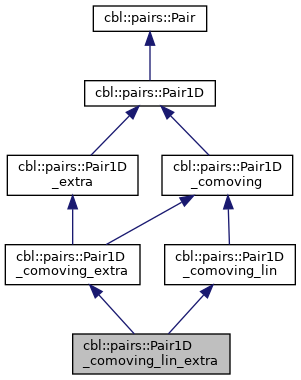 cbl::pairs::Pair
cbl::pairs::Pair1D
cbl::pairs::Pair1D
_extra
cbl::pairs::Pair1D
_comoving
cbl::pairs::Pair1D
_comoving_extra
cbl::pairs::Pair1D
_comoving_lin
cbl::pairs::Pair1D
_comoving_lin_extra